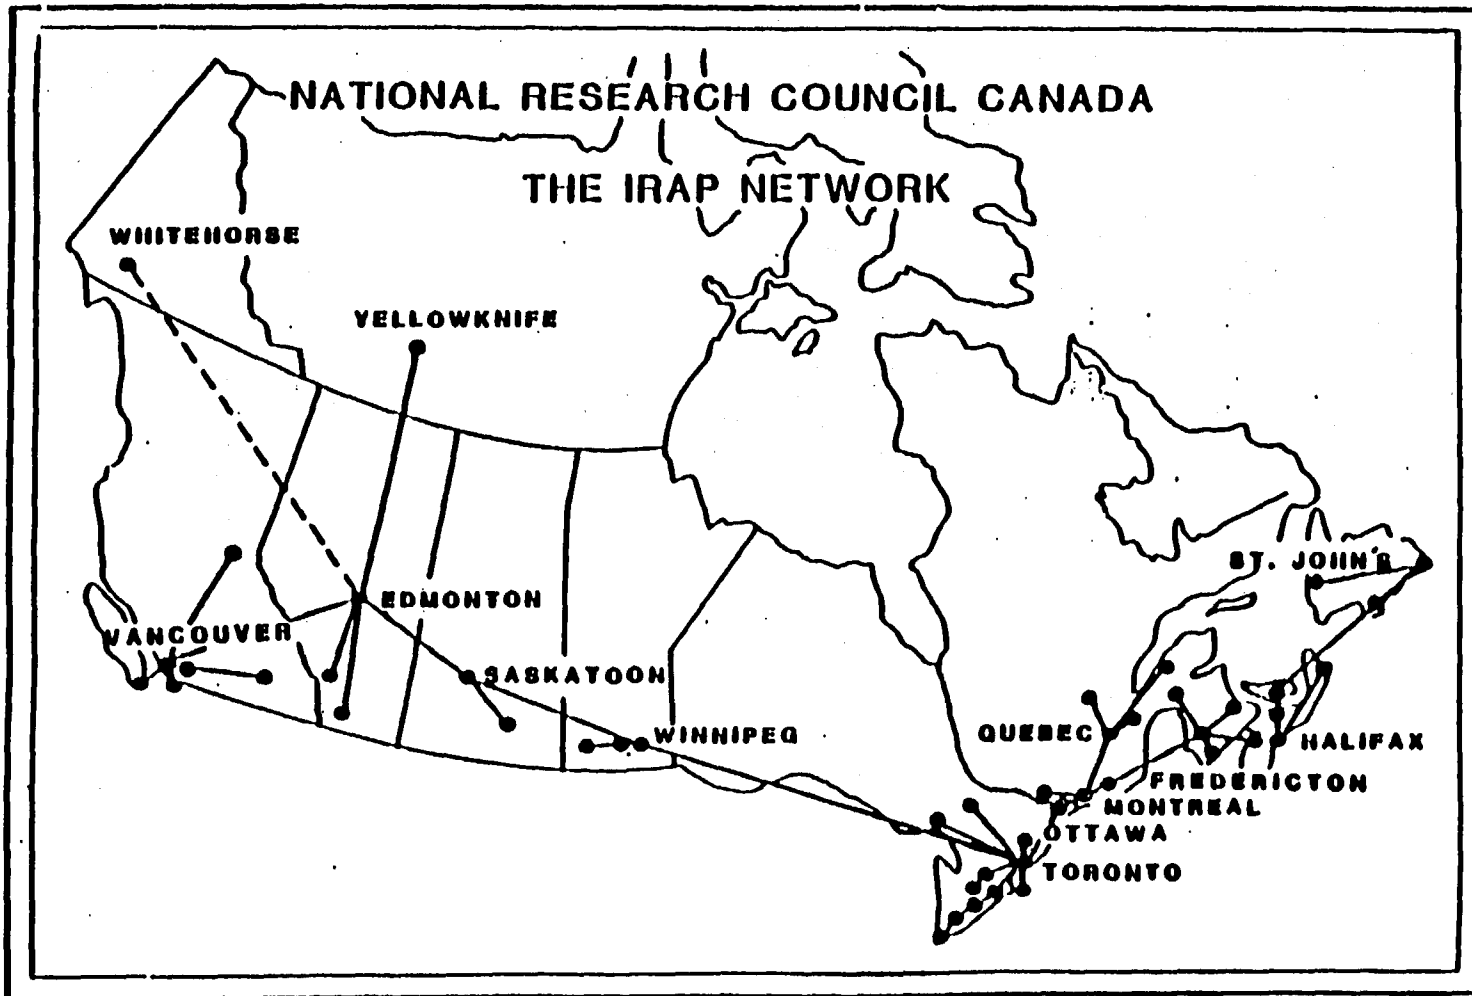 NATIONAL RESEARCH COUNCIL CANADA
THE IRAP NETWORK
WHITEHORSE
YELLOWKNIFE
ST. JOHN'S
EDMONTON
VANCOUVER
SASKATOON
WINNIPEG
QUEBEC
HALIFAX
FREDERICTON
MONTREAL
OTTAWA
TORONTO